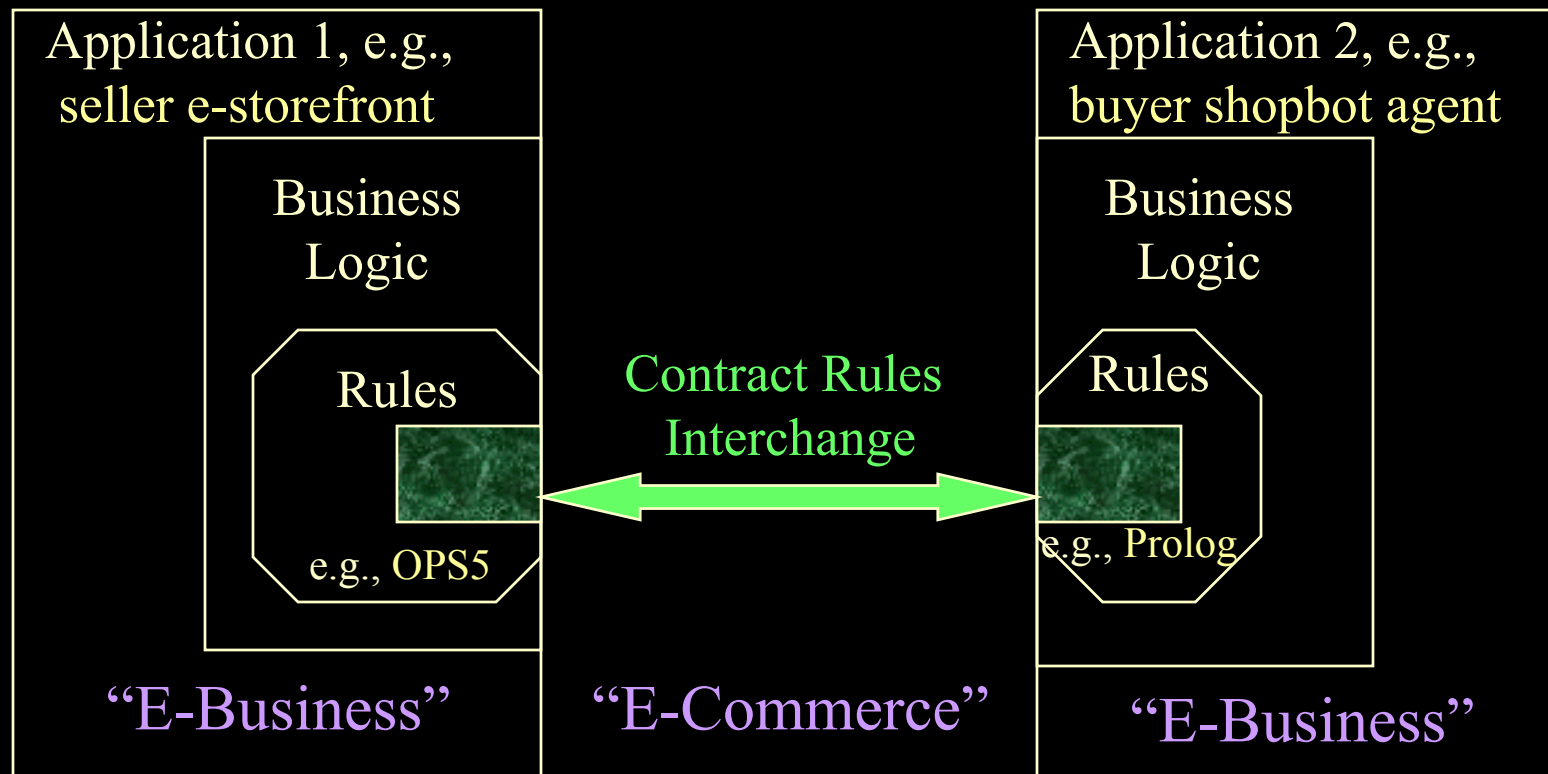 Application 1, e.g.,
seller e-storefront
Business
Logic
Rules
e.g., OPS5
“E-Business”
Contract Rules
Interchange
“E-Commerce”
Application 2, e.g.,
buyer shopbot agent
Business
Logic
Rules
e.g., Prolog
“E-Business”